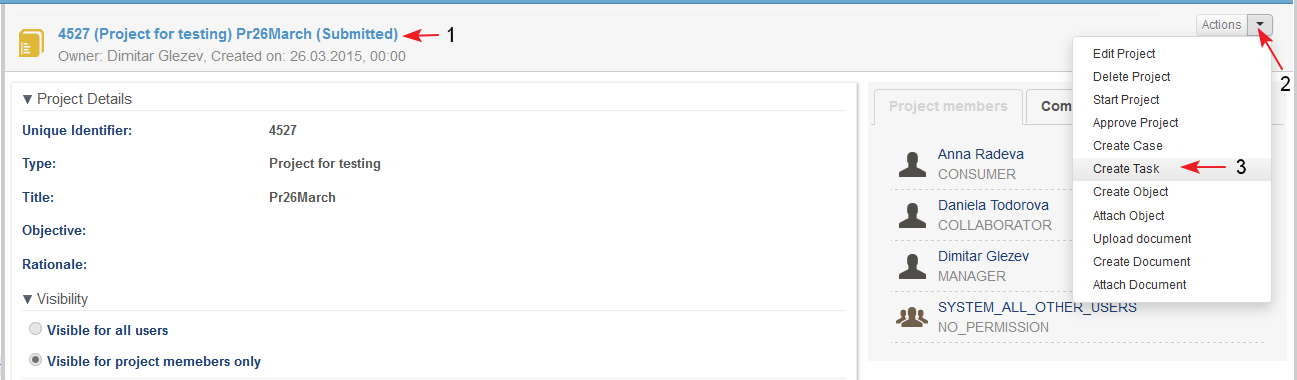 4527 (Project for testing) Pr26March (Submitted) 1
Owner: Dimitar Glezev, Created on: 26.03.2015, 00:00
Actions
2
Edit Project
Delete Project
Start Project
Approve Project
Create Case
Create Task 3
Create Object
Attach Object
Upload document
Create Document
Attach Document
Project Details
Unique Identifier: 4527
Type: Project for testing
Title: Pr26March
Objective:
Rationale:
Visibility
Visible for all users
Visible for project memebers only
Project members Com
Anna Radeva
CONSUMER
Daniela Todorova
COLLABORATOR
Dimitar Glezev
MANAGER
SYSTEM_ALL_OTHER_USERS
NO_PERMISSION